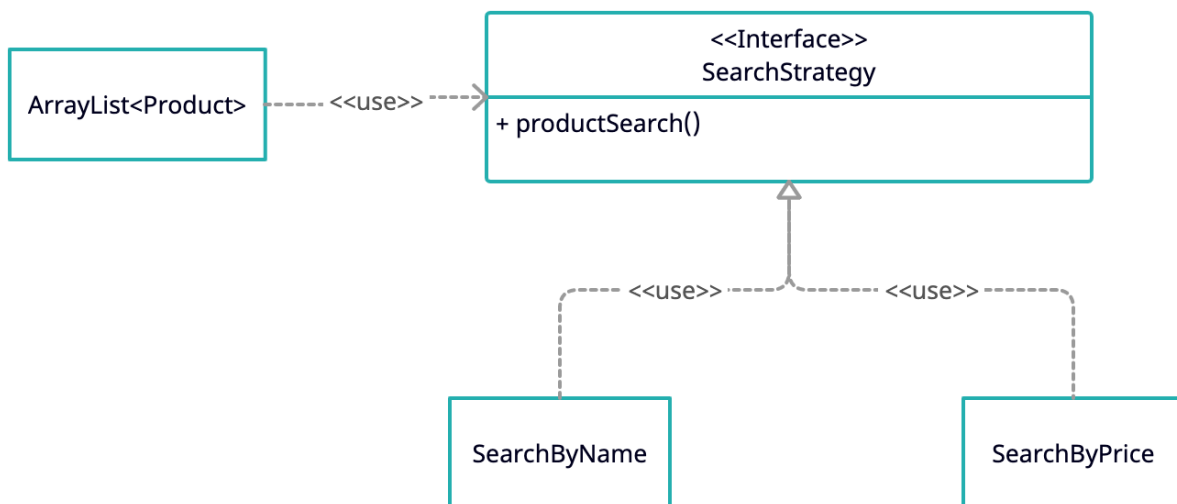 <<Interface>>
SearchStrategy
ArrayList<Product>
<<use>>
+ productSearch()
<<use>>
<<use>>
SearchByName
SearchByPrice